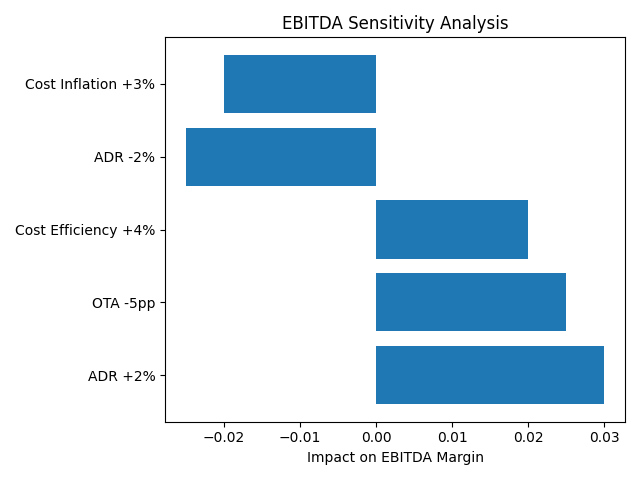 EBITDA Sensitivity Analysis
Cost Inflation +3%
ADR -2%
Cost Efficiency +4%
OTA -5pp
ADR +2%
−0.02
−0.01
0.00
0.01
0.02
0.03
Impact on EBITDA Margin